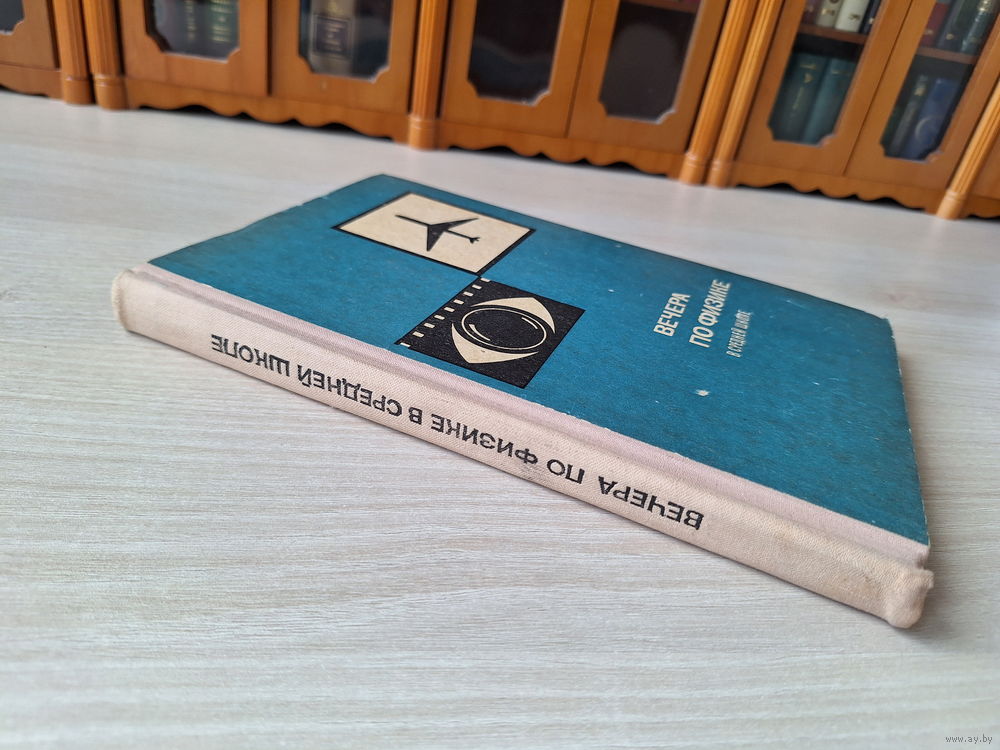 ВЕЧЕРА
ПО ФИЗИКЕ
В СРЕДНЕЙ ШКОЛЕ
ВЕЧЕРА ПО ФИЗИКЕ В СРЕДНЕЙ ШКОЛЕ
www.ay.by